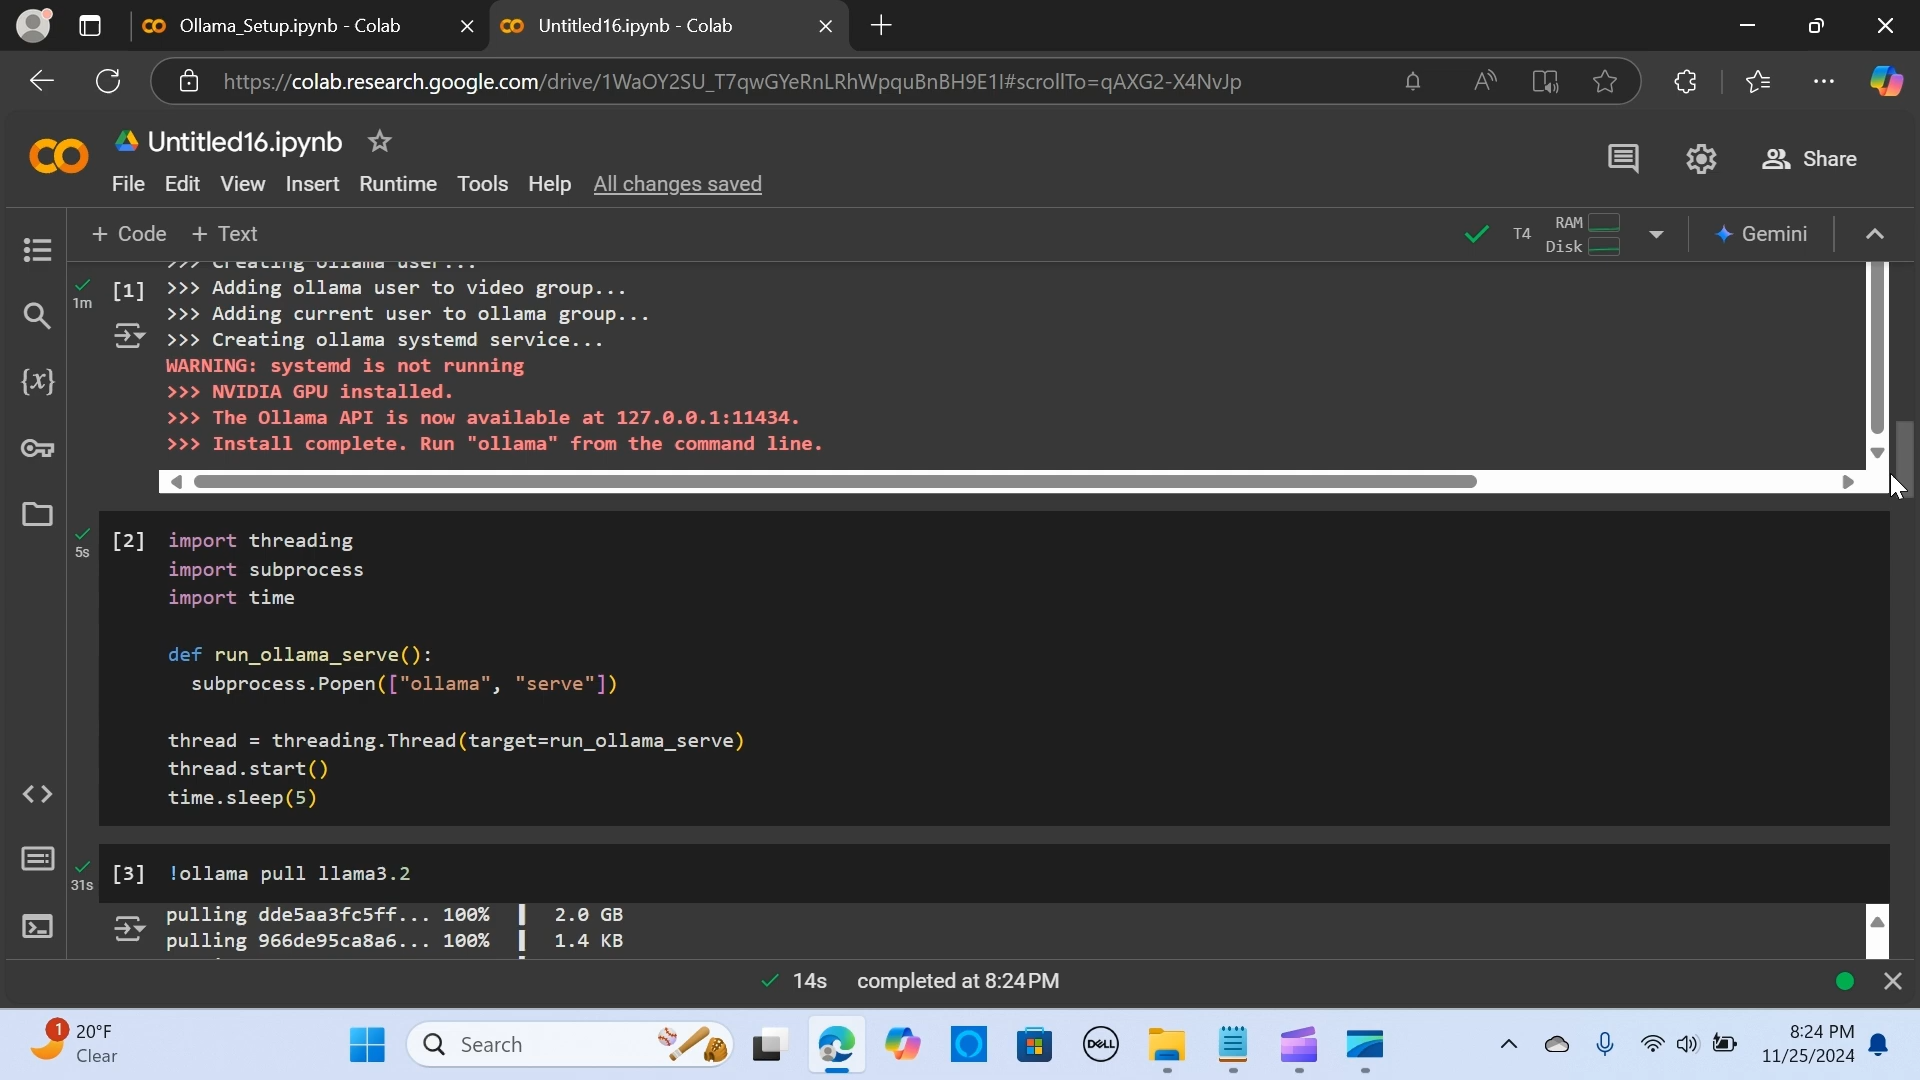 Ollama_Setup.ipynb - Colab
Untitled16.ipynb - Colab
https://colab.research.google.com/drive/1WaOY2SU_T7qwGYeRnLRhWpquBnBH9E1l#scrollTo=qAXG2-X4NvJp
Untitled16.ipynb
Share
File Edit View Insert Runtime Tools Help All changes saved
+ Code + Text
T4 RAM Disk
Gemini
>>> Creating ollama user...
1m [1] >>> Adding ollama user to video group...
>>> Adding current user to ollama group...
>>> Creating ollama systemd service...
WARNING: systemd is not running
>>> NVIDIA GPU installed.
>>> The Ollama API is now available at 127.0.0.1:11434.
>>> Install complete. Run "ollama" from the command line.
5s [2] import threading
import subprocess
import time
def run_ollama_serve():
subprocess.Popen(["ollama", "serve"])
thread = threading.Thread(target=run_ollama_serve)
thread.start()
time.sleep(5)
31s [3] !ollama pull llama3.2
pulling dde5aa3fc5ff... 100% 2.0 GB
pulling 966de95ca8a6... 100% 1.4 KB
14s completed at 8:24 PM
1 20°F
Clear
Search
DELL
8:24 PM
11/25/2024